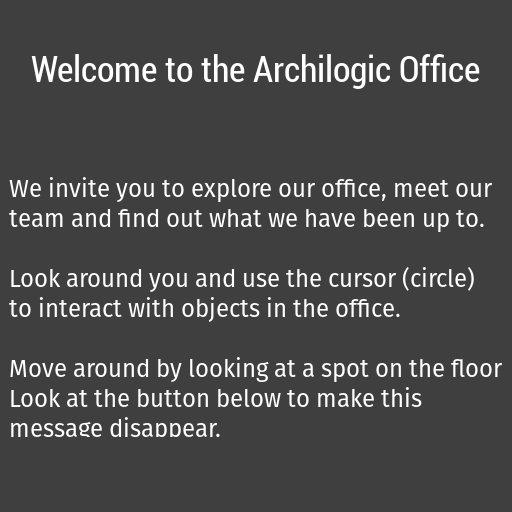 Welcome to the Archilogic Office
We invite you to explore our office, meet our
team and find out what we have been up to.
Look around you and use the cursor (circle)
to interact with objects in the office.
Move around by looking at a spot on the floor
Look at the button below to make this
message disappear.